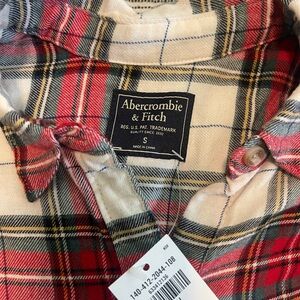 Abercrombie
& Fitch
REG. U.S. PAT. TRADEMARK
QUALITY SINCE 1892
S
MADE IN CHINA
140-412-2044-108